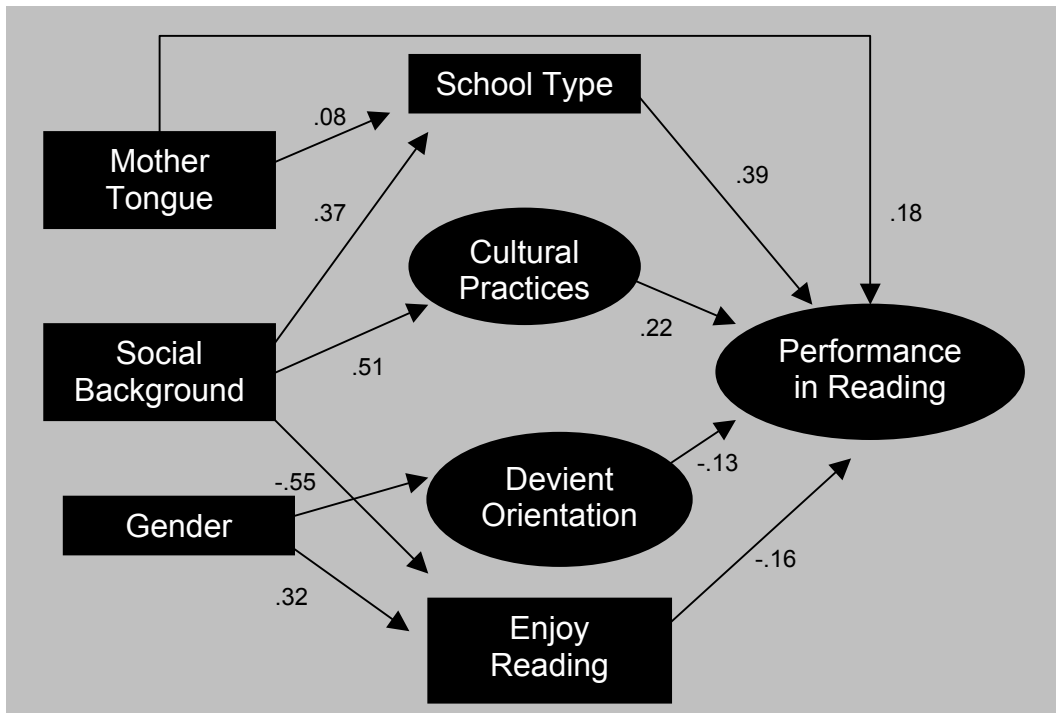 School Type
.08
Mother
Tongue
.39
.37
.18
Cultural
Practices
.22
Social
Background
.51
Performance
in Reading
-.55
Devient
Orientation
-.13
Gender
.32
-.16
Enjoy
Reading